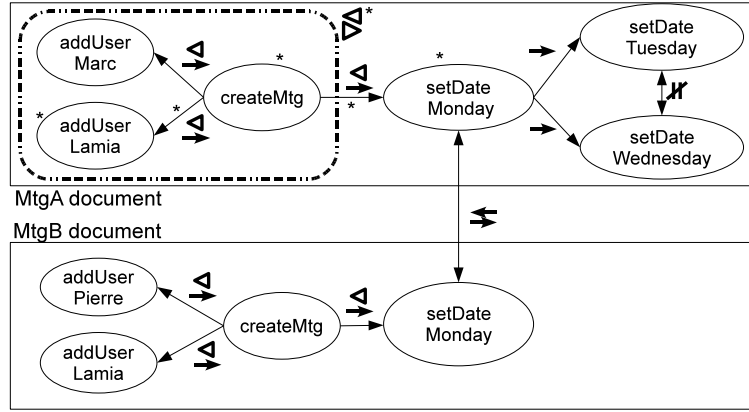 addUser
Marc
*
createMtg
*
addUser
Lamia
*
*
*
*
setDate
Monday
*
setDate
Tuesday
setDate
Wednesday
MtgA document
MtgB document
addUser
Pierre
createMtg
addUser
Lamia
setDate
Monday